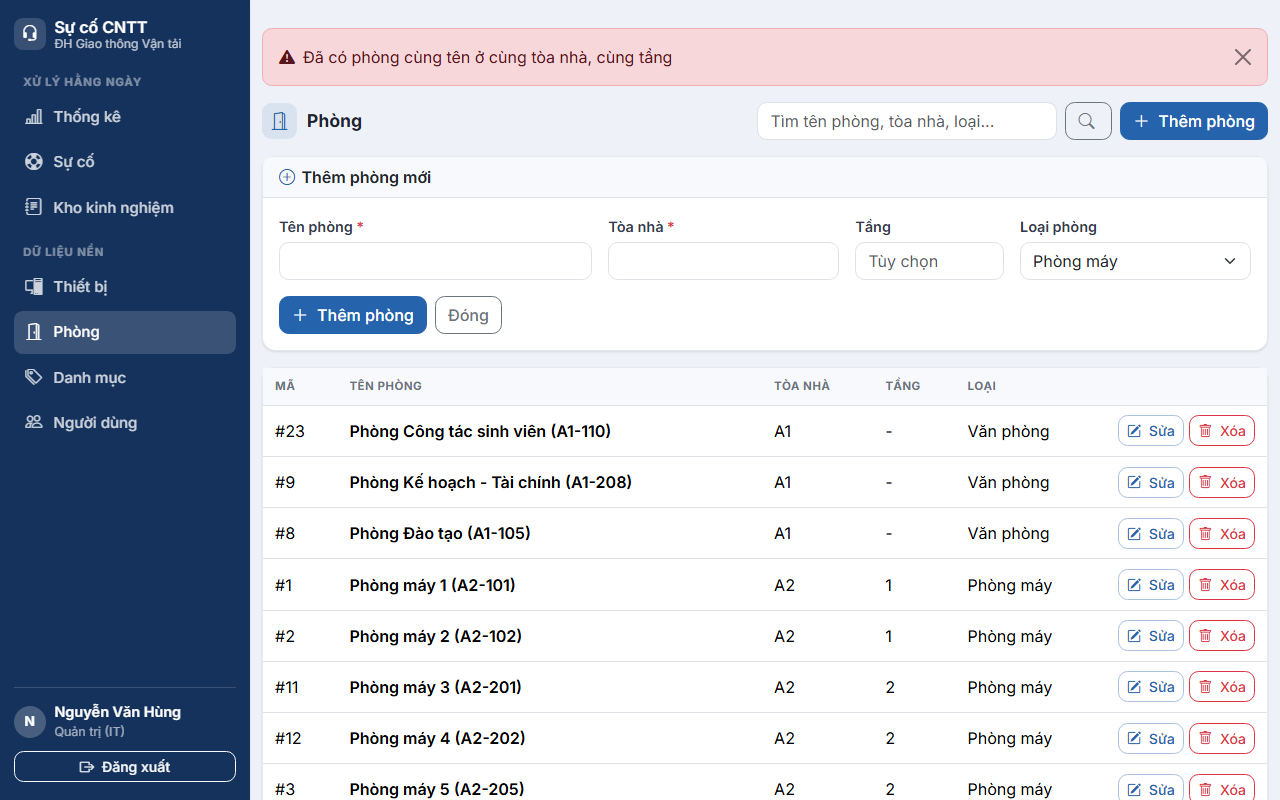 Sự cố CNTT
ĐH Giao thông Vận tải
XỬ LÝ HẰNG NGÀY
Thống kê
Sự cố
Kho kinh nghiệm
DỮ LIỆU NỀN
Thiết bị
Phòng
Danh mục
Người dùng
N
Nguyễn Văn Hùng
Quản trị (IT)
Đăng xuất
Đã có phòng cùng tên ở cùng tòa nhà, cùng tầng
Phòng
Tìm tên phòng, tòa nhà, loại...
Thêm phòng
Thêm phòng mới
Tên phòng * Tòa nhà * Tầng Loại phòng
Tùy chọn Phòng máy
Thêm phòng Đóng
MÃ TÊN PHÒNG TÒA NHÀ TẦNG LOẠI
#23 Phòng Công tác sinh viên (A1-110) A1 - Văn phòng Sửa Xóa
#9 Phòng Kế hoạch - Tài chính (A1-208) A1 - Văn phòng Sửa Xóa
#8 Phòng Đào tạo (A1-105) A1 - Văn phòng Sửa Xóa
#1 Phòng máy 1 (A2-101) A2 1 Phòng máy Sửa Xóa
#2 Phòng máy 2 (A2-102) A2 1 Phòng máy Sửa Xóa
#11 Phòng máy 3 (A2-201) A2 2 Phòng máy Sửa Xóa
#12 Phòng máy 4 (A2-202) A2 2 Phòng máy Sửa Xóa
#3 Phòng máy 5 (A2-205) A2 2 Phòng máy Sửa Xóa